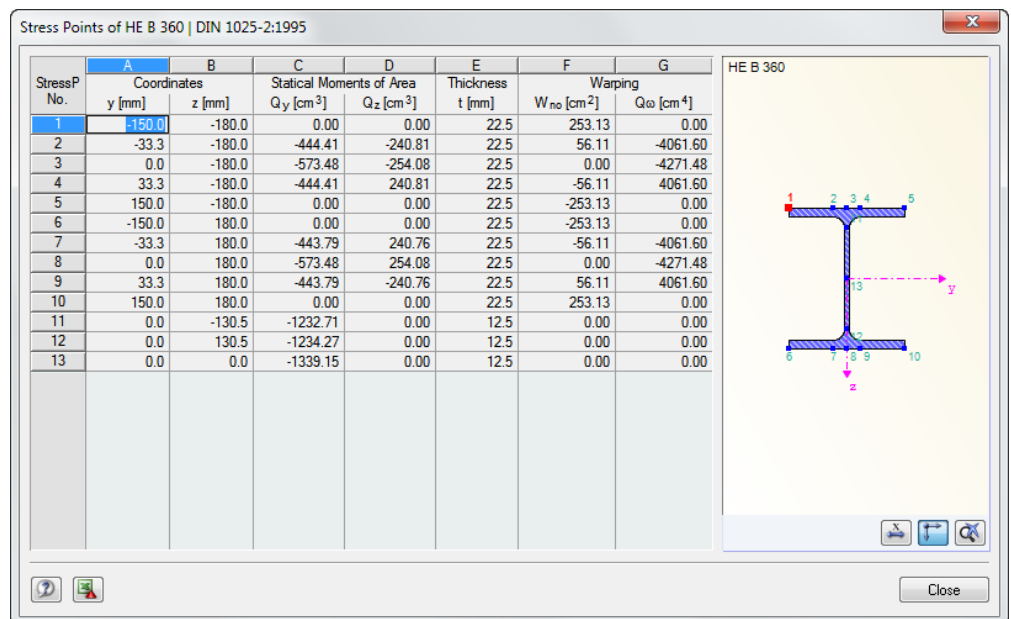 Stress Points of HE B 360 | DIN 1025-2:1995
x
A B C D E F G
StressP Coordinates Statical Moments of Area Thickness Warping
No. y [mm] z [mm] Qy [cm³] Qz [cm³] t [mm] Wno [cm²] Qω [cm⁴]
1 -150.0 -180.0 0.00 0.00 22.5 253.13 0.00
2 -33.3 -180.0 -444.41 -240.81 22.5 56.11 -4061.60
3 0.0 -180.0 -573.48 -254.08 22.5 0.00 -4271.48
4 33.3 -180.0 -444.41 240.81 22.5 -56.11 4061.60
5 150.0 -180.0 0.00 0.00 22.5 -253.13 0.00
6 -150.0 180.0 0.00 0.00 22.5 -253.13 0.00
7 -33.3 180.0 -443.79 240.76 22.5 -56.11 -4061.60
8 0.0 180.0 -573.48 254.08 22.5 0.00 -4271.48
9 33.3 180.0 -443.79 -240.76 22.5 56.11 4061.60
10 150.0 180.0 0.00 0.00 22.5 253.13 0.00
11 0.0 -130.5 -1232.71 0.00 12.5 0.00 0.00
12 0.0 130.5 -1234.27 0.00 12.5 0.00 0.00
13 0.0 0.0 -1339.15 0.00 12.5 0.00 0.00
HE B 360
1 2 3 4 5
13
y
6 7 8 9 10
z
x
Close